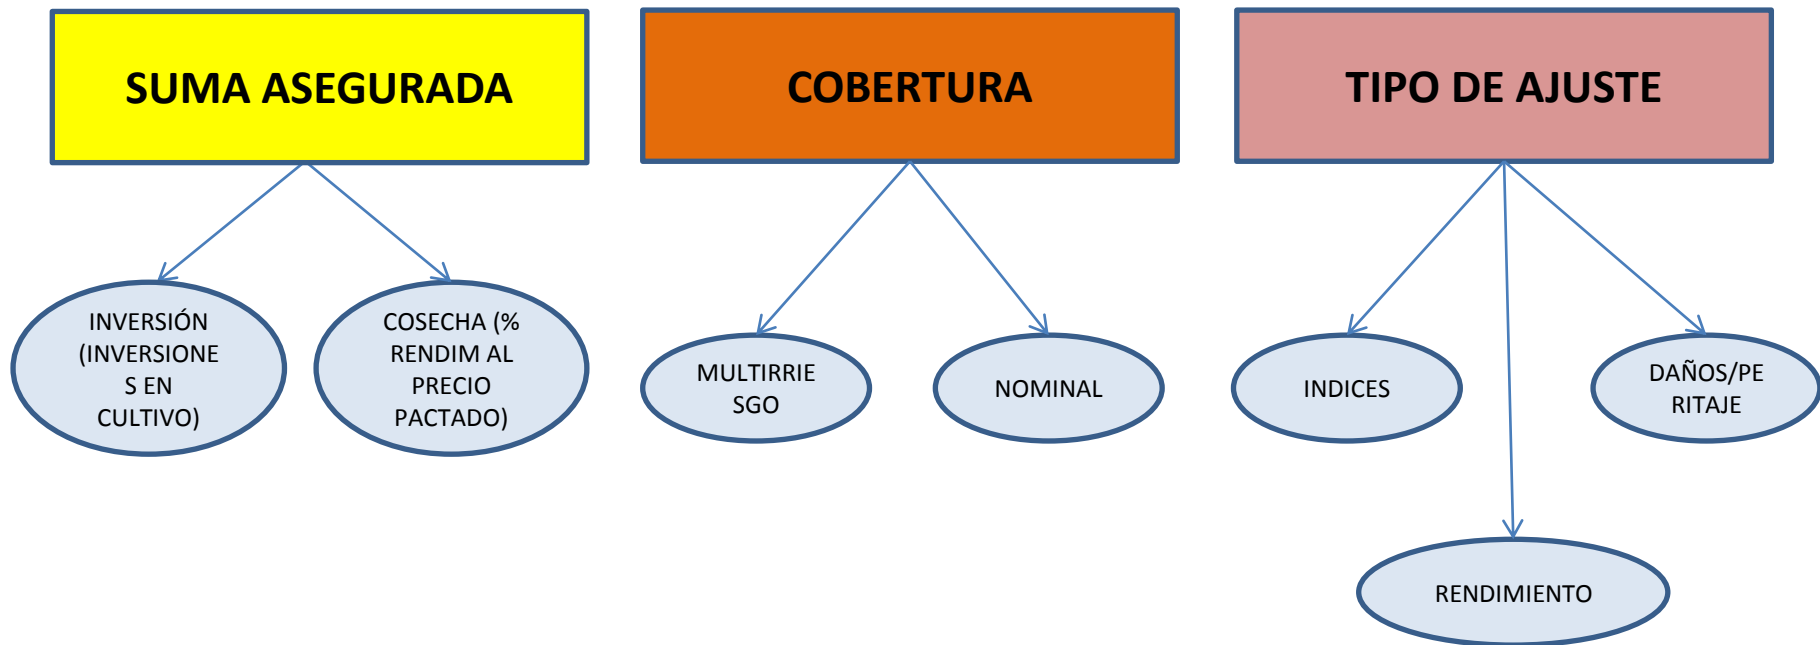 SUMA ASEGURADA
COBERTURA
TIPO DE AJUSTE
INVERSIÓN
(INVERSIONE
S EN
CULTIVO)
COSECHA (%
RENDIM AL
PRECIO
PACTADO)
MULTIRRIE
SGO
NOMINAL
INDICES
DAÑOS/PE
RITAJE
RENDIMIENTO